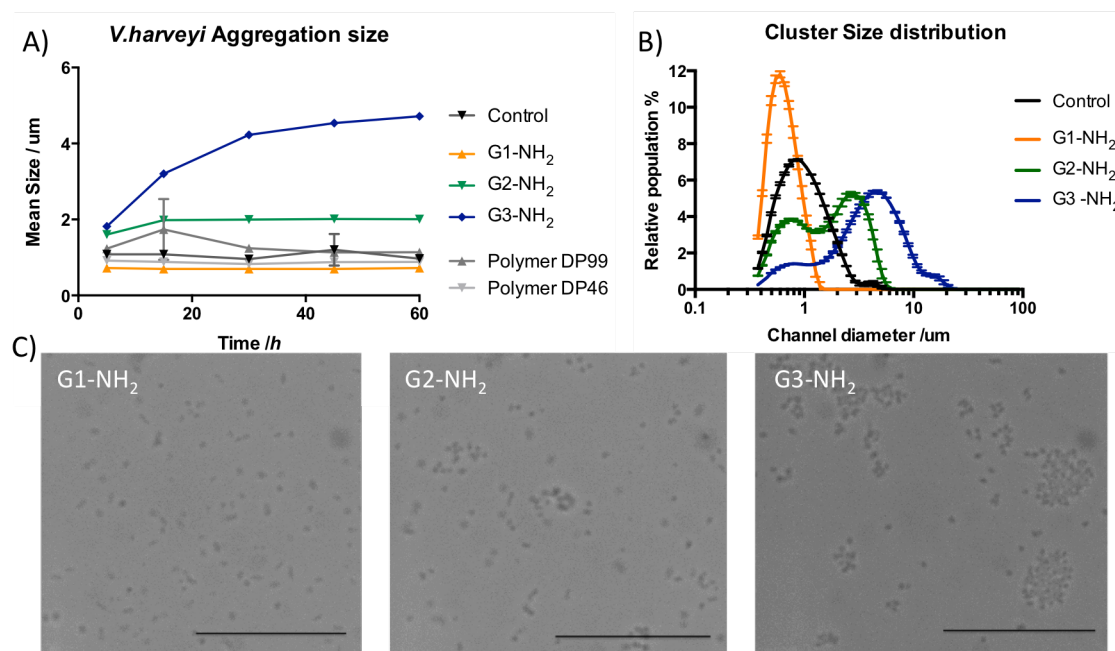 A)
V.harveyi Aggregation size
6
4
2
0
0
20
40
60
Mean Size / um
Time /h
Control
G1-NH₂
G2-NH₂
G3-NH₂
Polymer DP99
Polymer DP46
B)
Cluster Size distribution
12
10
8
6
4
2
0
0.1
1
10
100
Relative population %
Channel diameter /um
Control
G1-NH₂
G2-NH₂
G3 -NH₂
C)
G1-NH₂
G2-NH₂
G3-NH₂